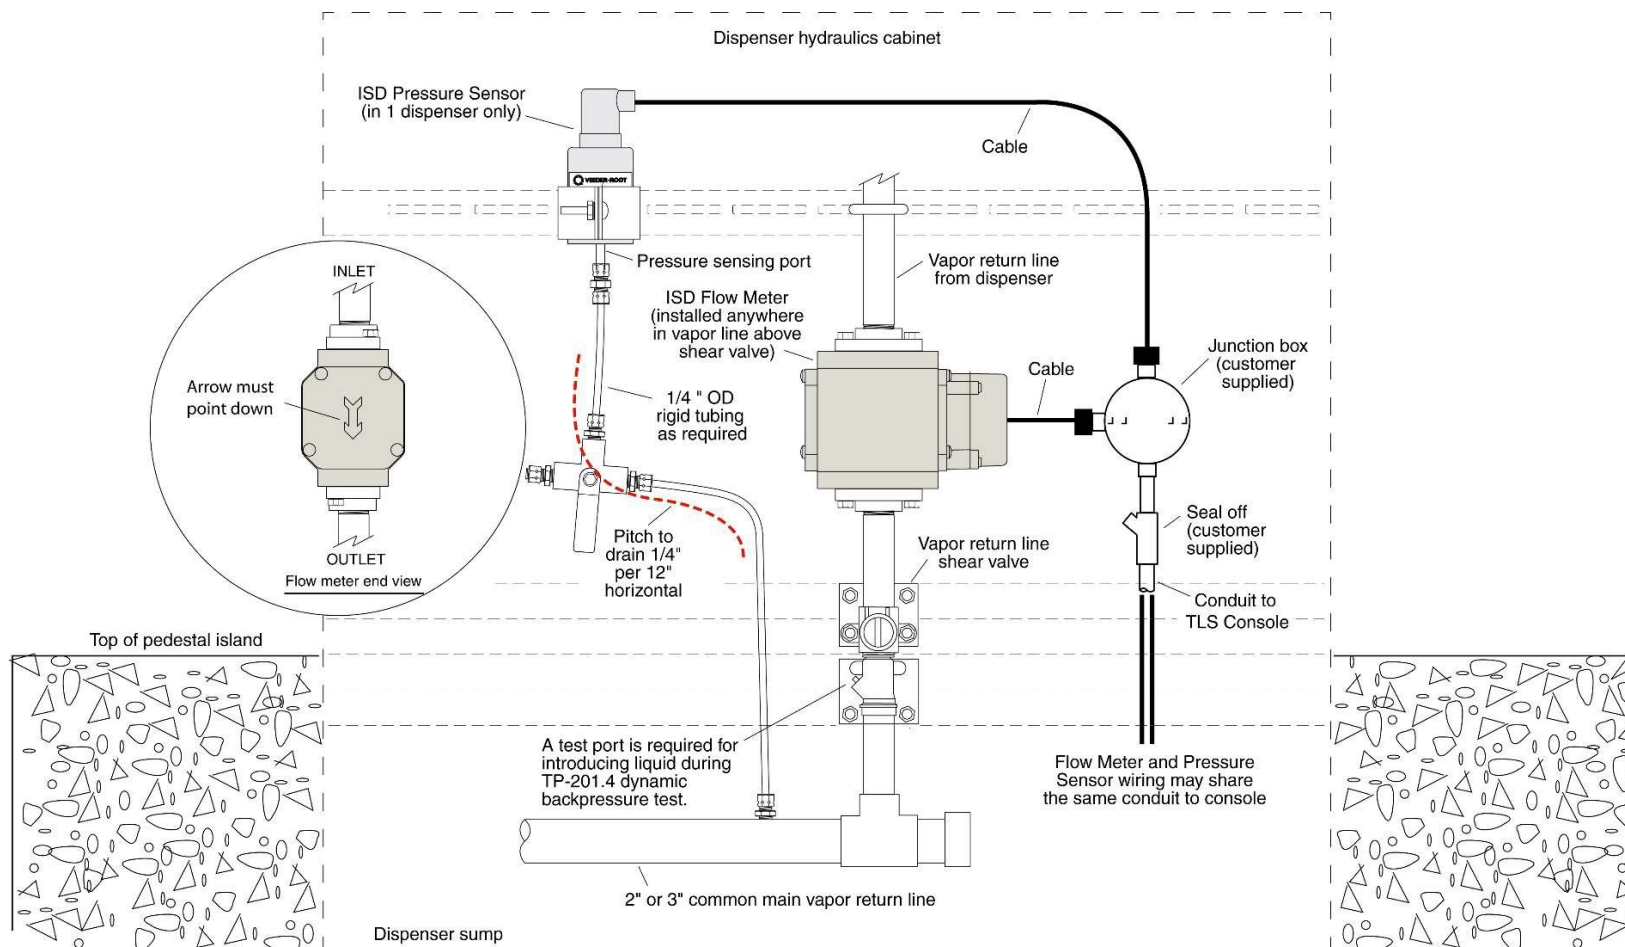 Dispenser hydraulics cabinet
ISD Pressure Sensor
(in 1 dispenser only)
Cable
VEEDER-ROOT
Pressure sensing port
Vapor return line
from dispenser
INLET
ISD Flow Meter
(installed anywhere
in vapor line above
shear valve)
Junction box
(customer
supplied)
Arrow must
point down
Cable
1/4 " OD
rigid tubing
as required
Seal off
(customer
supplied)
Pitch to
drain 1/4"
per 12"
horizontal
Vapor return line
shear valve
OUTLET
Flow meter end view
Conduit to
TLS Console
Top of pedestal island
A test port is required for
introducing liquid during
TP-201.4 dynamic
backpressure test.
Flow Meter and Pressure
Sensor wiring may share
the same conduit to console
2" or 3" common main vapor return line
Dispenser sump